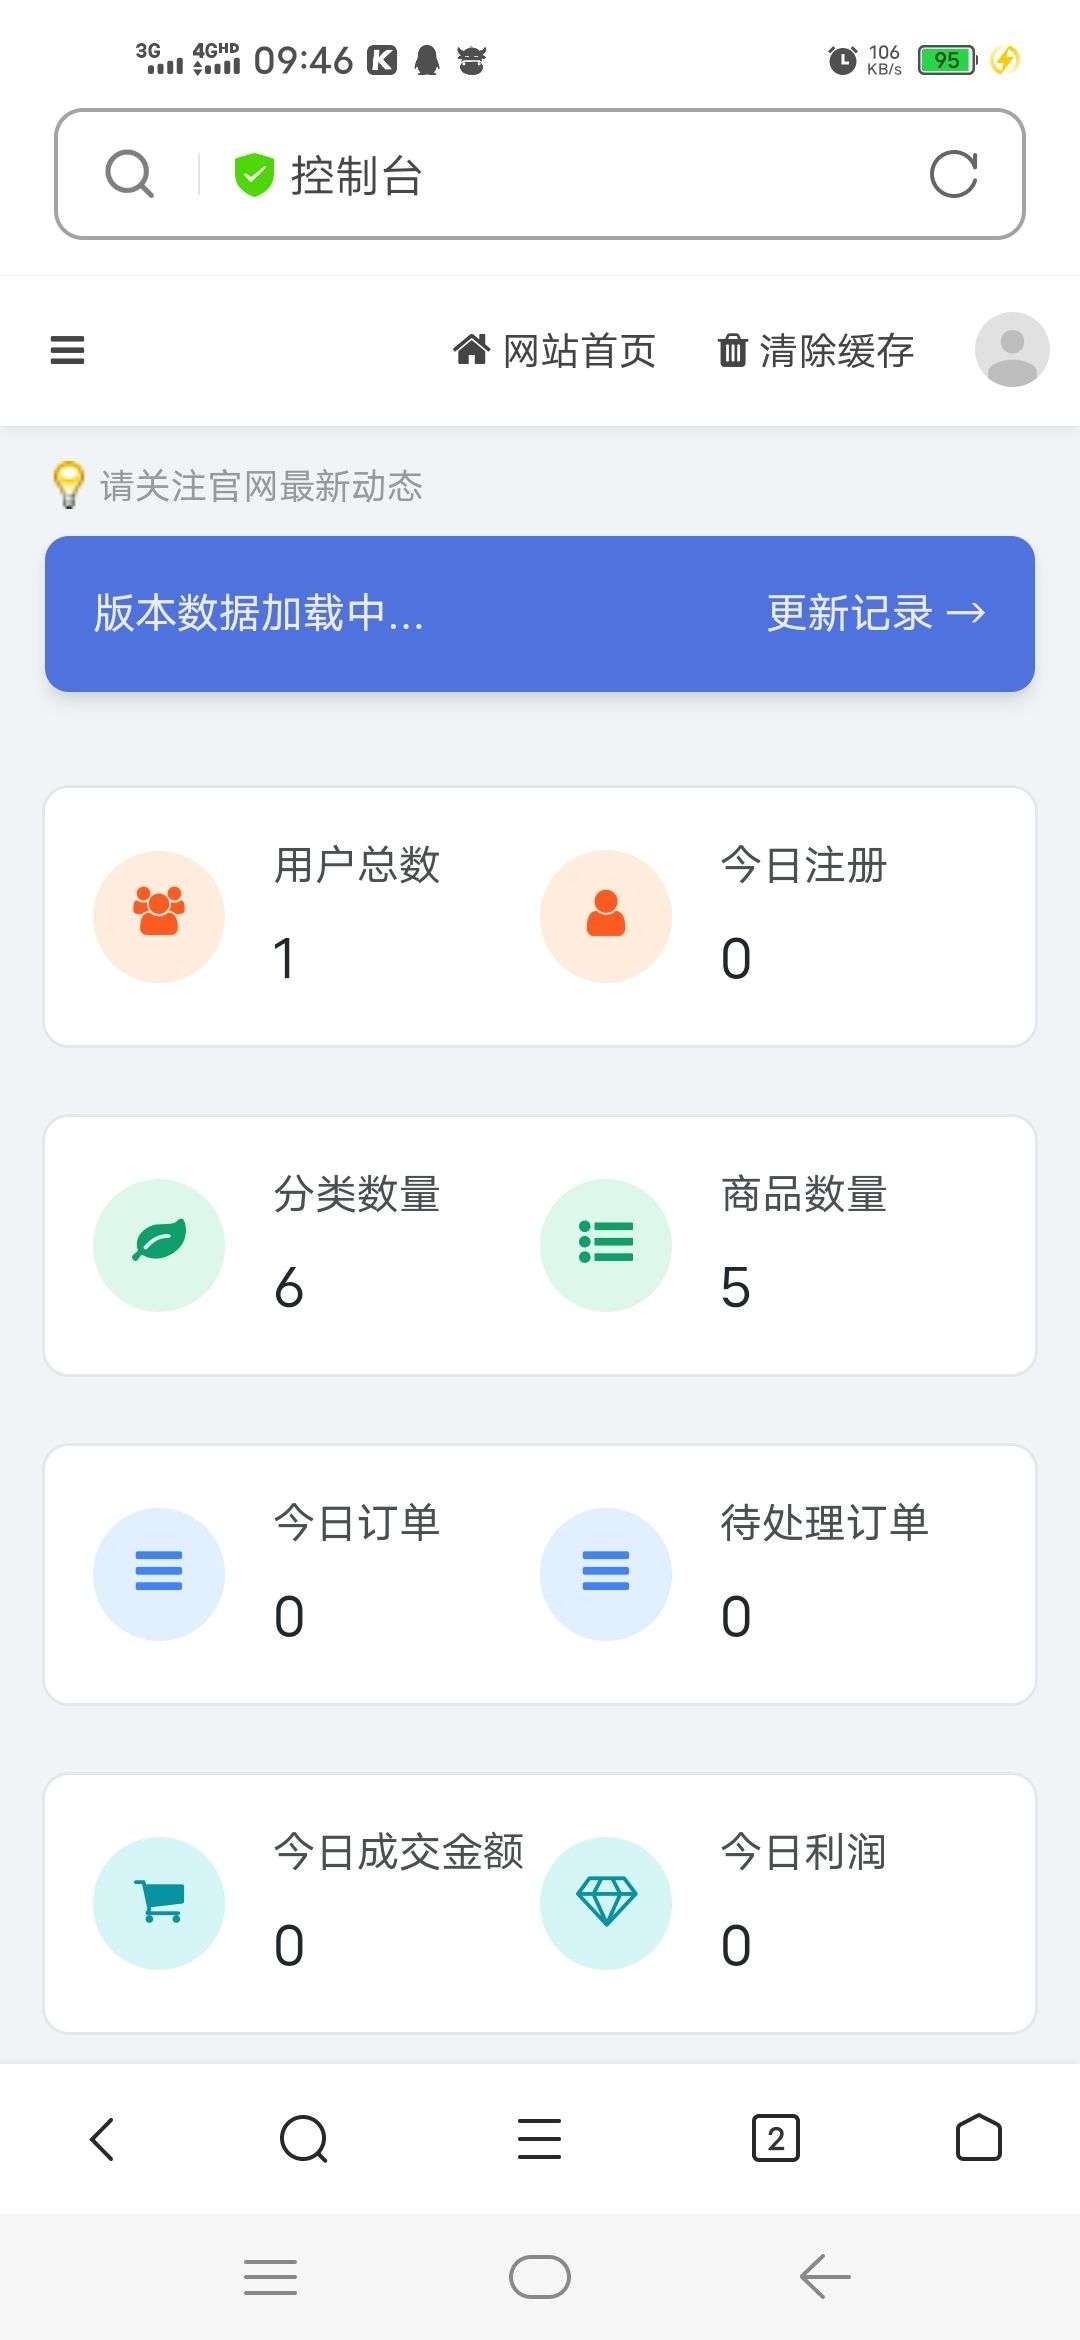 3G 4GHD 09:46 K 106 KB/s 95
控制台
网站首页 清除缓存
请关注官网最新动态
版本数据加载中... 更新记录 →
用户总数 今日注册
1 0
分类数量 商品数量
6 5
今日订单 待处理订单
0 0
今日成交金额 今日利润
0 0
2